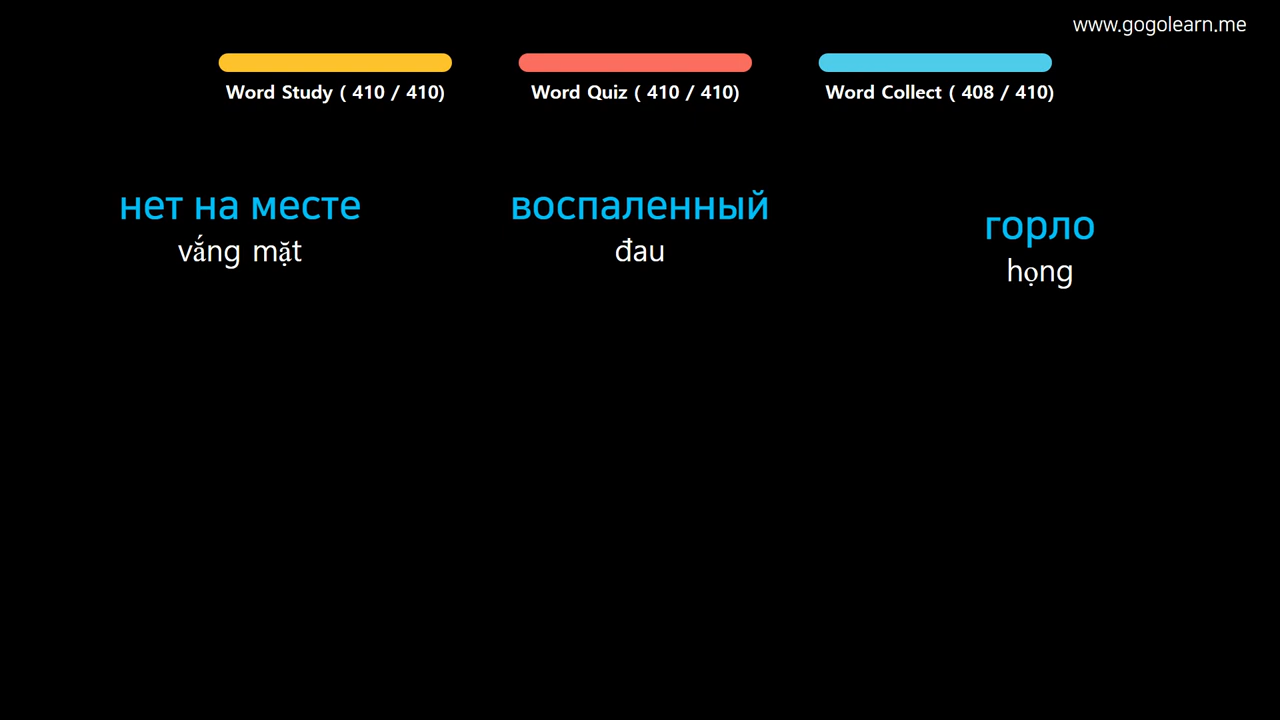 www.gogolearn.me
Word Study ( 410 / 410)
Word Quiz ( 410 / 410)
Word Collect ( 408 / 410)
нет на месте
vắng mặt
воспаленный
đau
горло
họng